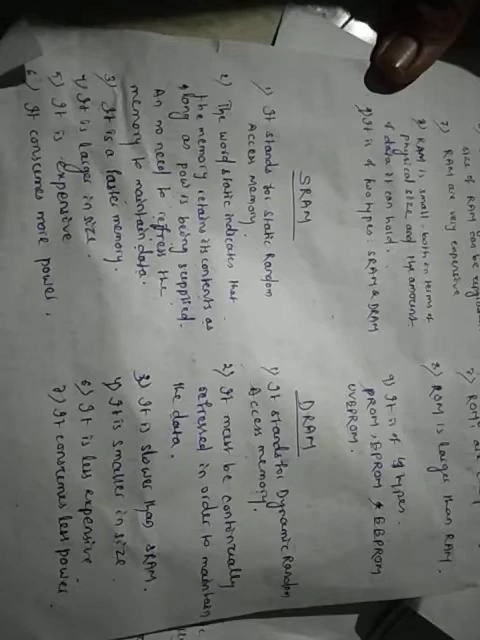 size of RAM can be
7) RAM are very expensive
8) RAM is small, both in terms of
physical size and the amount
of data it can hold.
9) It is of two types: SRAM & DRAM
7) ROM
8) ROM is larger than RAM.
9) It is of 4 types.
PROM, EPROM & EEPROM
UVEPROM.
SRAM
1) It stands for Static Random
Access Memory.
2) The word static indicates that
the memory retains its contents as
long as power is being supplied.
An no need to refresh the
memory to maintain data.
3) It is a faster memory.
4) It is larger in size.
5) It is expensive
6) It consumes more power.
DRAM
1) It stands for Dynamic Random
Access memory.
2) It must be continually
refreshed in order to maintain
the data.
3) It is slower than SRAM.
4) It is smaller in size.
6) It is less expensive
7) It consumes less power